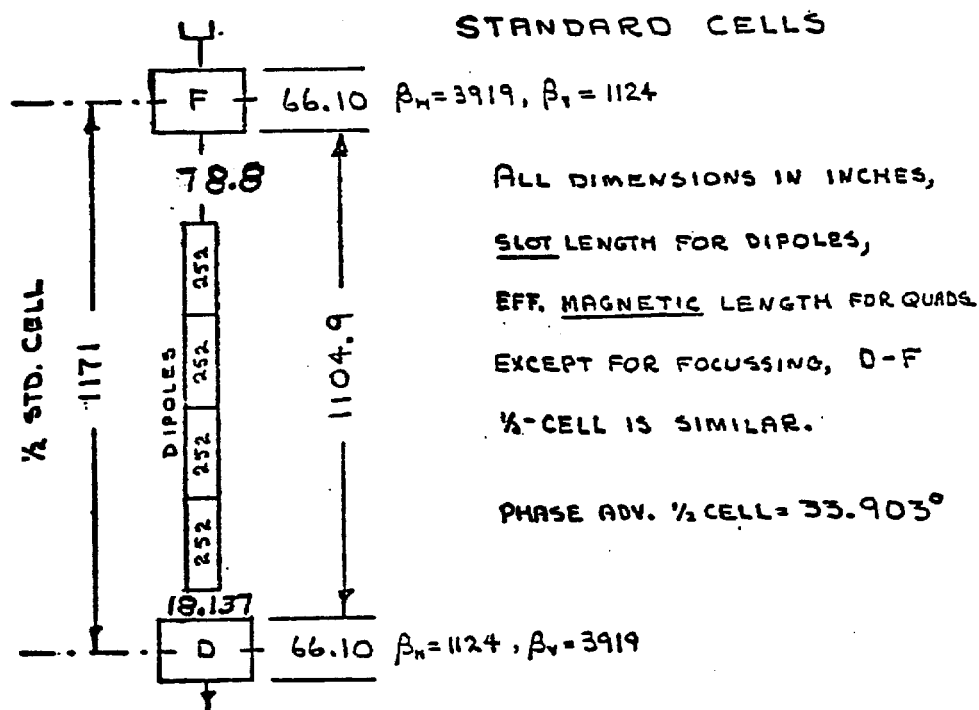 STANDARD CELLS
F
66.10 βH=3919, βV=1124
78.8
ALL DIMENSIONS IN INCHES,
SLOT LENGTH FOR DIPOLES,
EFF. MAGNETIC LENGTH FOR QUADS
EXCEPT FOR FOCUSSING, D-F
½-CELL IS SIMILAR.
PHASE ADV. ½ CELL = 33.903°
½ STD. CELL
1171
DIPOLES
252
252
252
252
1104.9
18.137
D
66.10 βH=1124, βV=3919